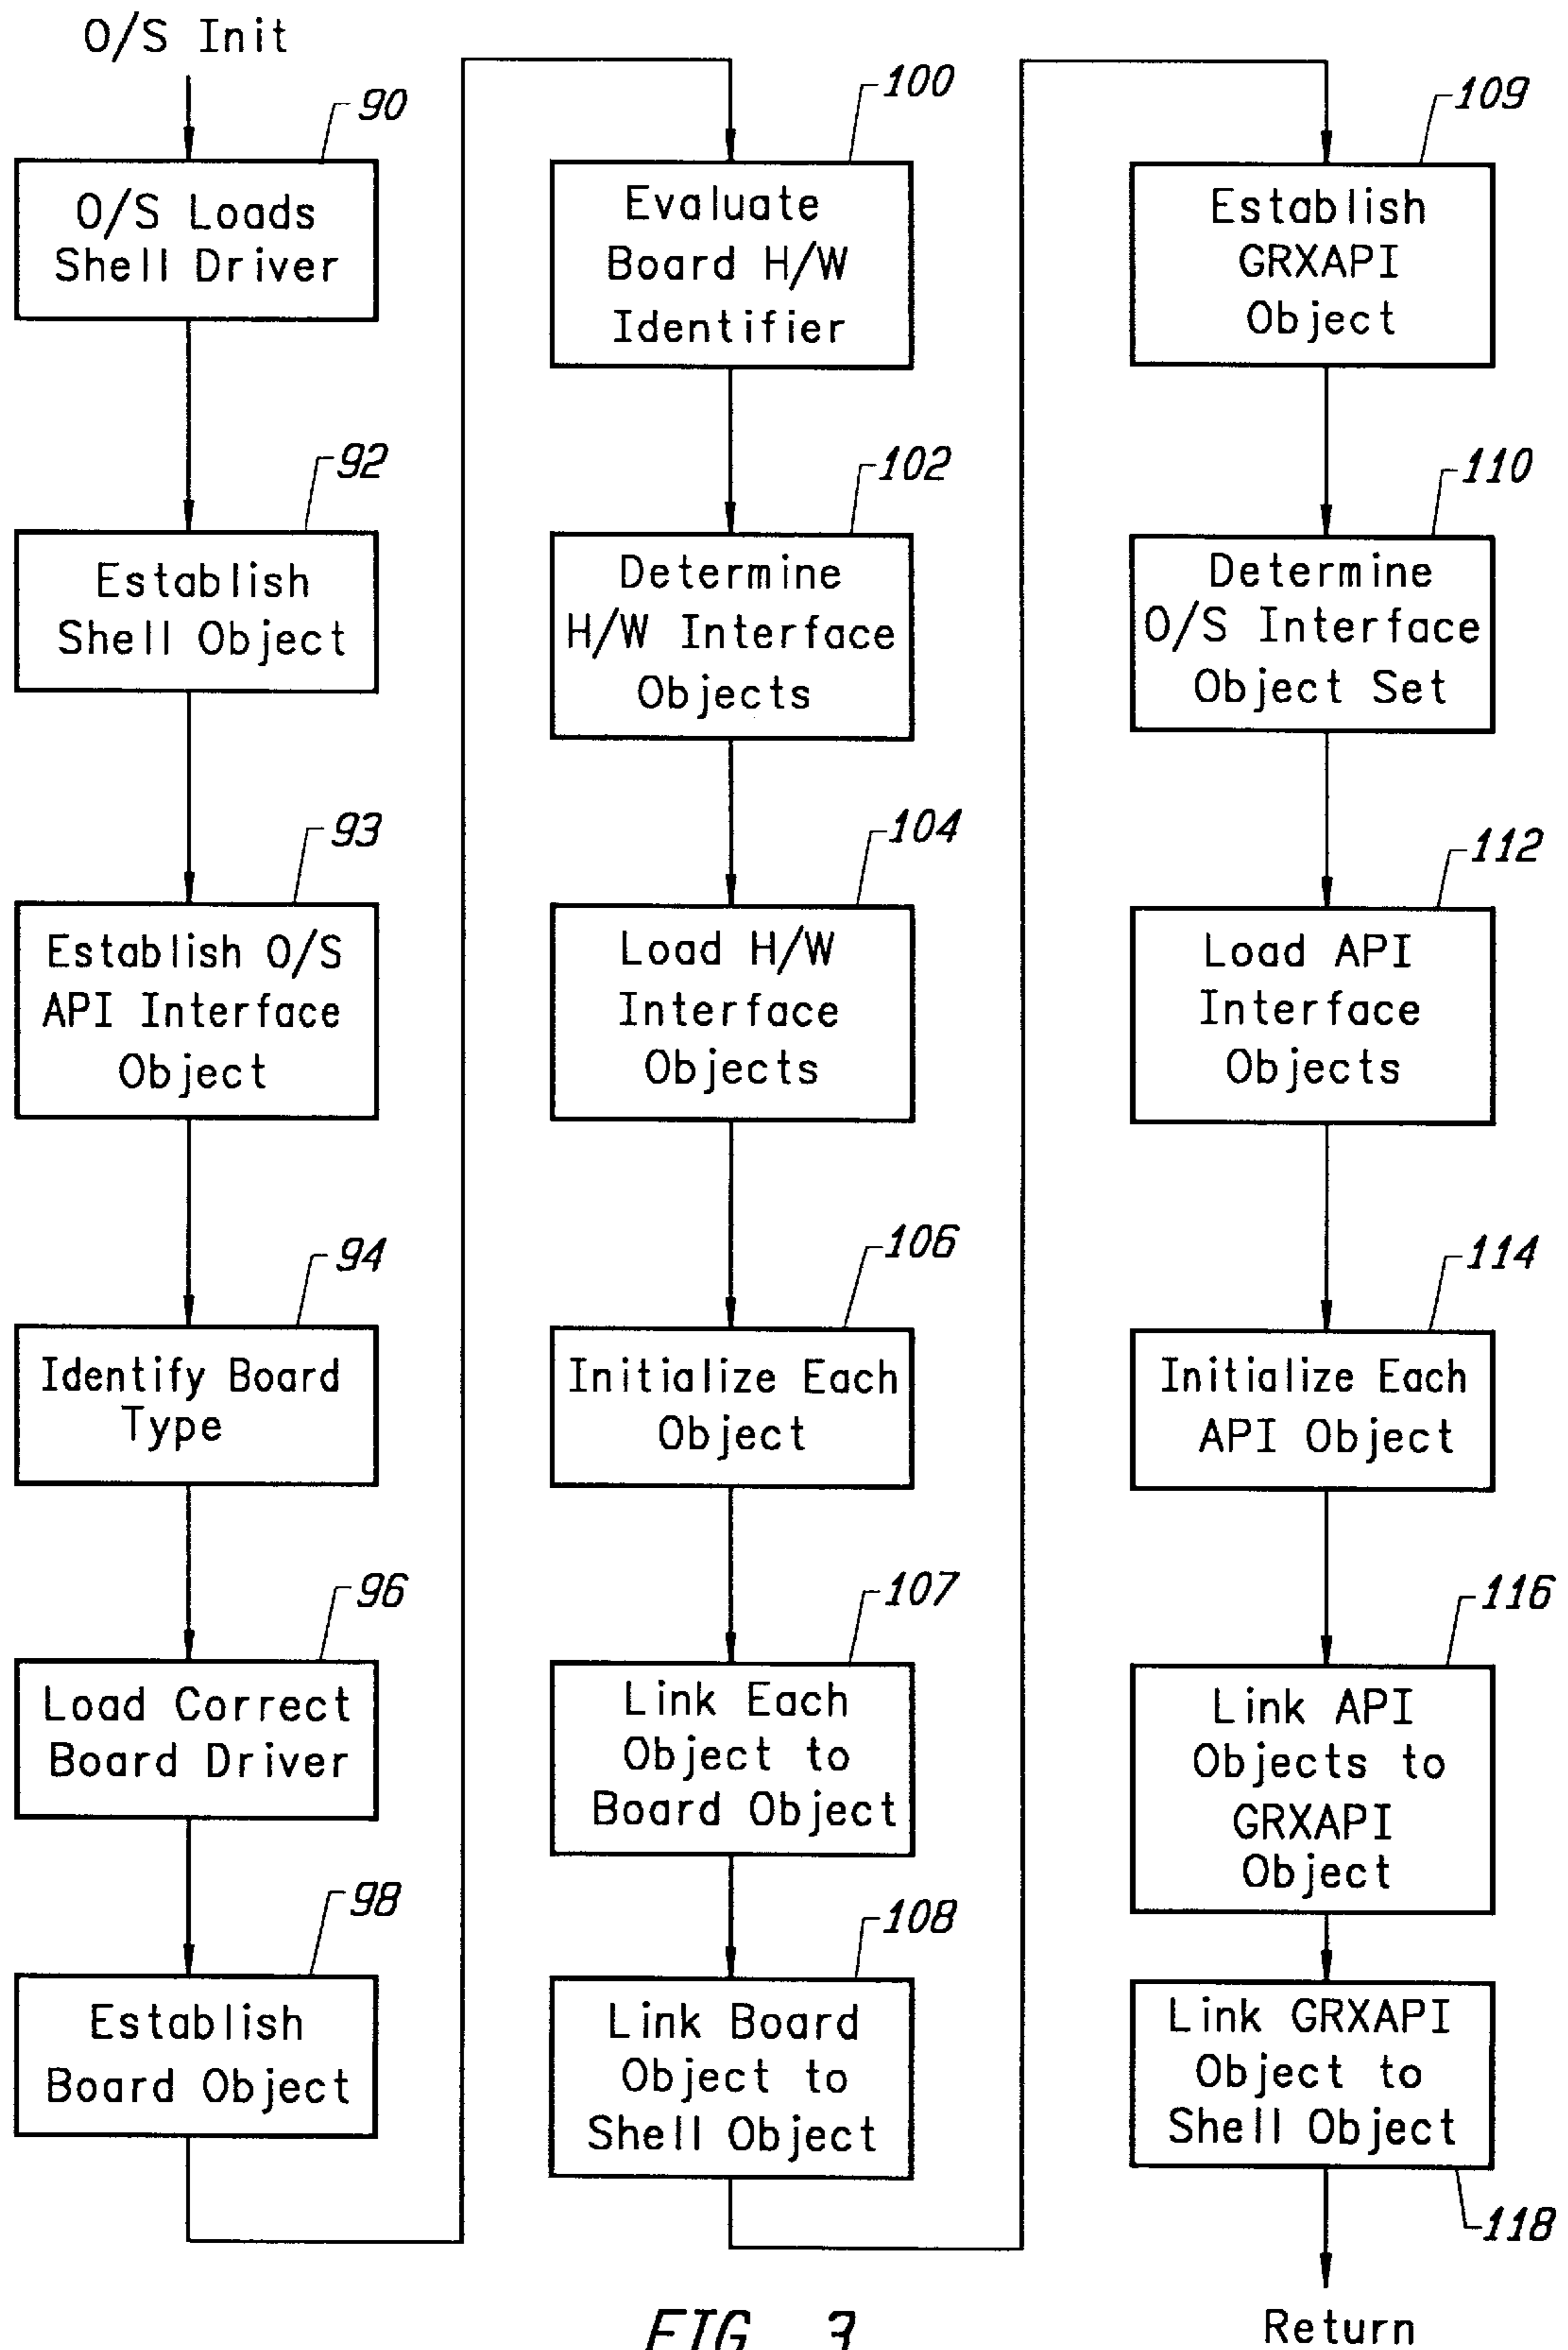 O/S Init
90
O/S Loads
Shell Driver
92
Establish
Shell Object
93
Establish O/S
API Interface
Object
94
Identify Board
Type
96
Load Correct
Board Driver
98
Establish
Board Object
100
Evaluate
Board H/W
Identifier
102
Determine
H/W Interface
Objects
104
Load H/W
Interface
Objects
106
Initialize Each
Object
107
Link Each
Object to
Board Object
108
Link Board
Object to
Shell Object
109
Establish
GRXAPI
Object
110
Determine
O/S Interface
Object Set
112
Load API
Interface
Objects
114
Initialize Each
API Object
116
Link API
Objects to
GRXAPI
Object
Link GRXAPI
Object to
Shell Object
118
Return
FIG. 3